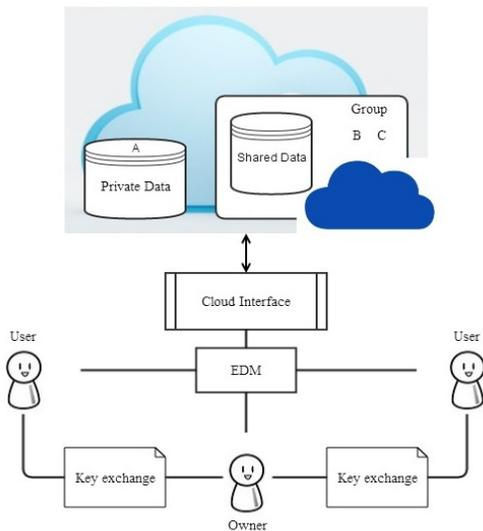 Group
B C
A
Private Data
Shared Data
Cloud Interface
User
User
EDM
Key exchange
Key exchange
Owner